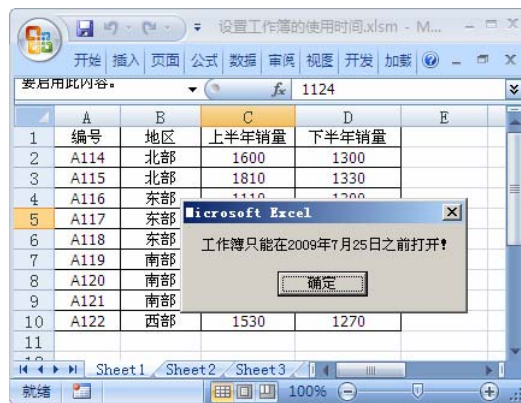 设置工作簿的使用时间.xlsm - M...
开始 插入 页面 公式 数据 审阅 视图 开发 加载
要启用此内容。 fx 1124
A B C D E
1 编号 地区 上半年销量 下半年销量
2 A114 北部 1600 1300
3 A115 北部 1810 1330
4 A116 东部
5 A117 东部
6 A118 东部
7 A119 南部
8 A120 南部
9 A121 南部
10 A122 西部 1530 1270
11
Microsoft Excel
工作簿只能在2009年7月25日之前打开!
确定
Sheet1 Sheet2 Sheet3
就绪 100%